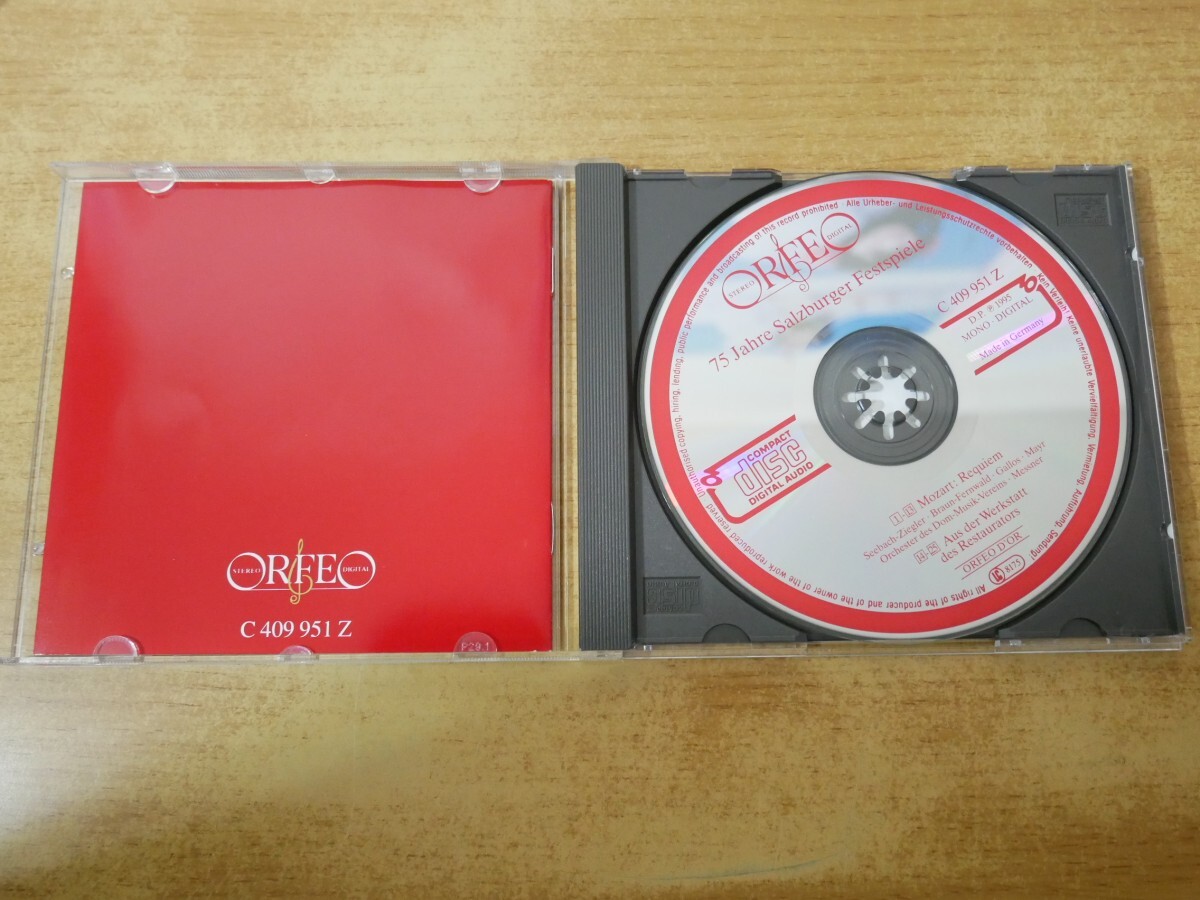 STEREO ORFEO DIGITAL
C 409 951 Z
P29.1
STEREO ORFEO DIGITAL
75 Jahre Salzburger Festspiele
C 409 951 Z
D.P ℗ 1995
MONO · DIGITAL
Made in Germany
COMPACT
disc
DIGITAL AUDIO
Mozart: Requiem
Seebach-Ziegler · Braun-Fernwald · Gallos · Mayr
Orchester des Dom-Musik-Vereins · Messner
Aus der Werkstatt
des Restaurators
ORFEO D'OR
8175
All rights of the producer and of the owner of the work reproduced reserved · Unauthorised copying, hiring, lending, public performance and broadcasting of this record prohibited · Alle Urheber- und Leistungsschutzrechte vorbehalten · Kein Verleih! Keine unerlaubte Vervielfältigung, Vermietung, Aufführung, Sendung!